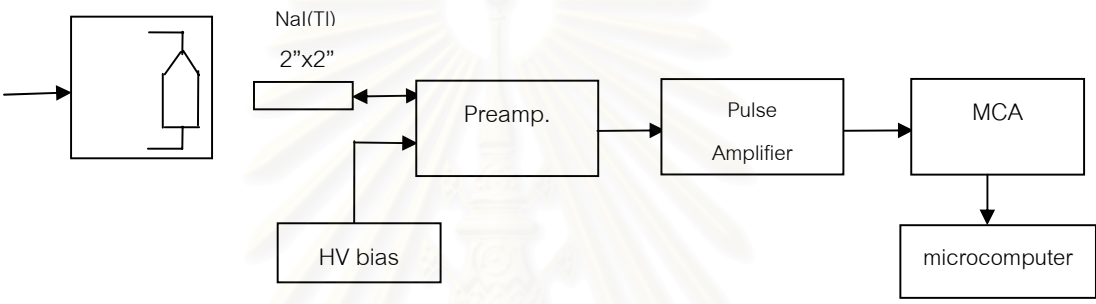 NaI(Tl)
2”x2”
Preamp.
Pulse
Amplifier
MCA
HV bias
microcomputer